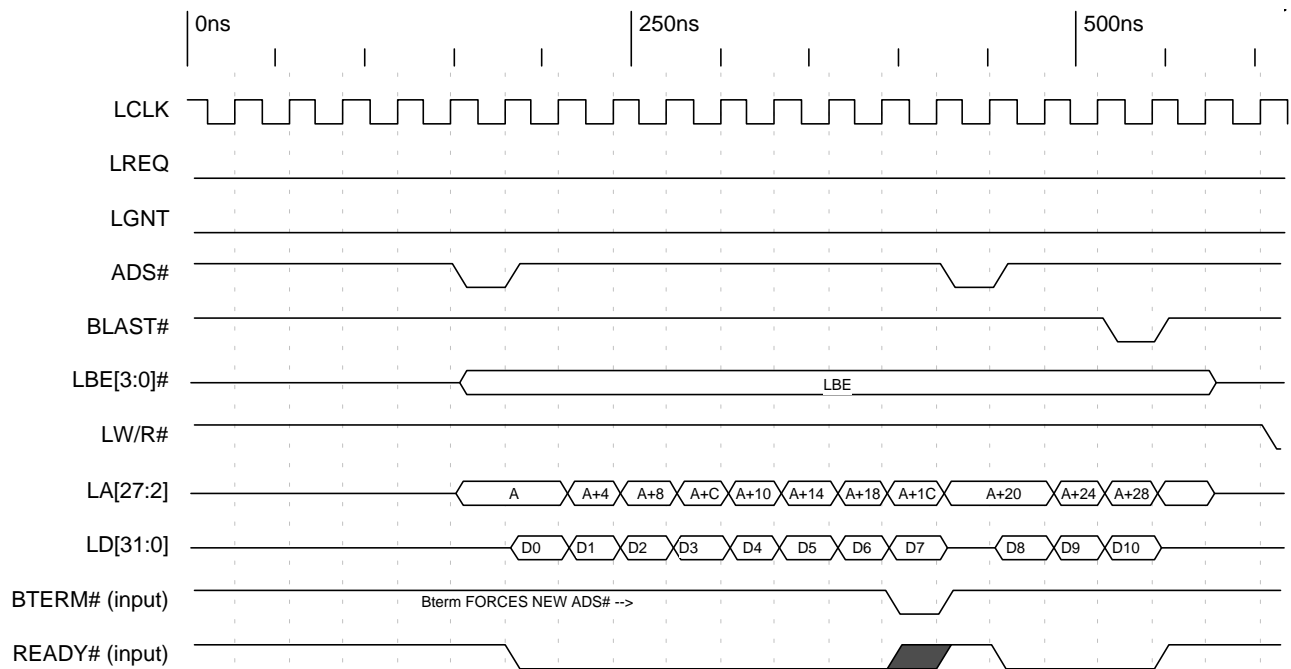 0ns 250ns 500ns
LCLK
LREQ
LGNT
ADS#
BLAST#
LBE[3:0]# LBE
LW/R#
LA[27:2] A A+4 A+8 A+C A+10 A+14 A+18 A+1C A+20 A+24 A+28
LD[31:0] D0 D1 D2 D3 D4 D5 D6 D7 D8 D9 D10
BTERM# (input) Bterm FORCES NEW ADS# -->
READY# (input)